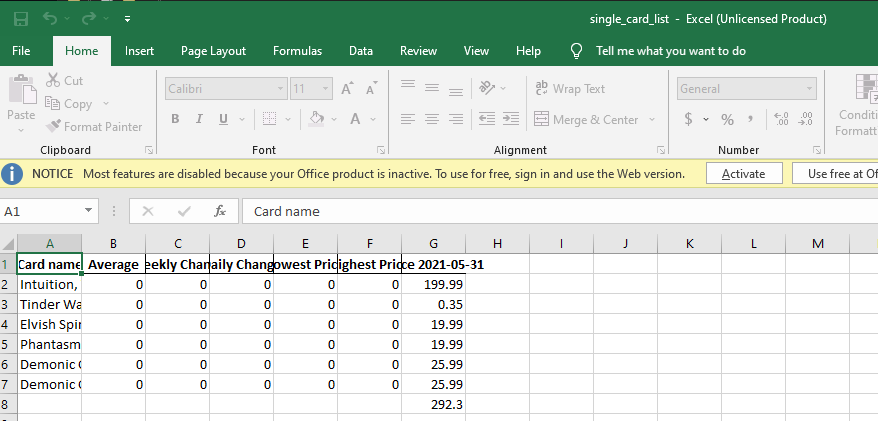 single_card_list - Excel (Unlicensed Product)
File Home Insert Page Layout Formulas Data Review View Help Tell me what you want to do
Cut
Calibri 11 A A ab Wrap Text General
Paste Copy Conditi
Format Painter B I U A Merge & Center $ % , .00 .00 Formatt
Clipboard Font Alignment Number
NOTICE Most features are disabled because your Office product is inactive. To use for free, sign in and use the Web version. Activate Use free at Of
A1 fx Card name
A B C D E F G H I J K L M
1 Card name Average eekly Chan aily Chang owest Pric ighest Pric ce 2021-05-31
2 Intuition, 0 0 0 0 0 199.99
3 Tinder Wa 0 0 0 0 0 0.35
4 Elvish Spir 0 0 0 0 0 19.99
5 Phantasm 0 0 0 0 0 19.99
6 Demonic 0 0 0 0 0 25.99
7 Demonic 0 0 0 0 0 25.99
8 292.3